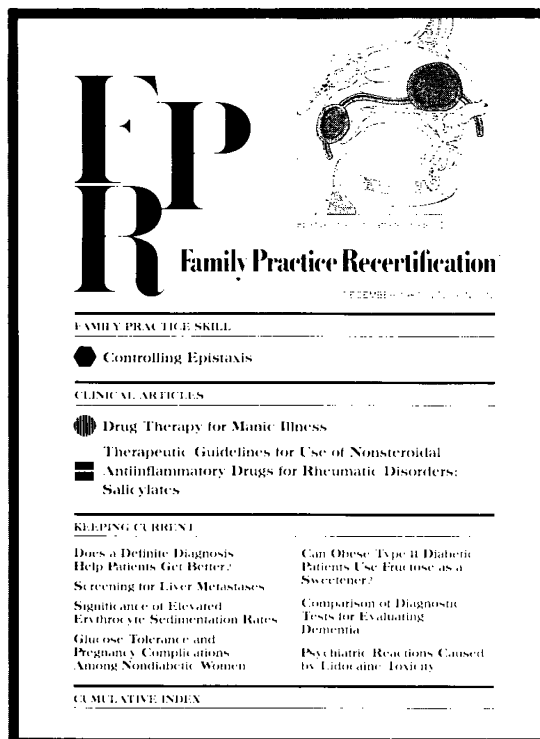 FPR
Family Practice Recertification
DECEMBER
FAMILY PRACTICE SKILL
Controlling Epistaxis
CLINICAL ARTICLES
Drug Therapy for Manic Illness
Therapeutic Guidelines for Use of Nonsteroidal
Antiinflammatory Drugs for Rheumatic Disorders:
Salicylates
KEEPING CURRENT
Does a Definite Diagnosis
Help Patients Get Better?
Screening for Liver Metastases
Significance of Elevated
Erythrocyte Sedimentation Rates
Glucose Tolerance and
Pregnancy Complications
Among Nondiabetic Women
Can Obese Type II Diabetic
Patients Use Fructose as a
Sweetener?
Comparison of Diagnostic
Tests for Evaluating
Dementia
Psychiatric Reactions Caused
by Lidocaine Toxicity
CUMULATIVE INDEX